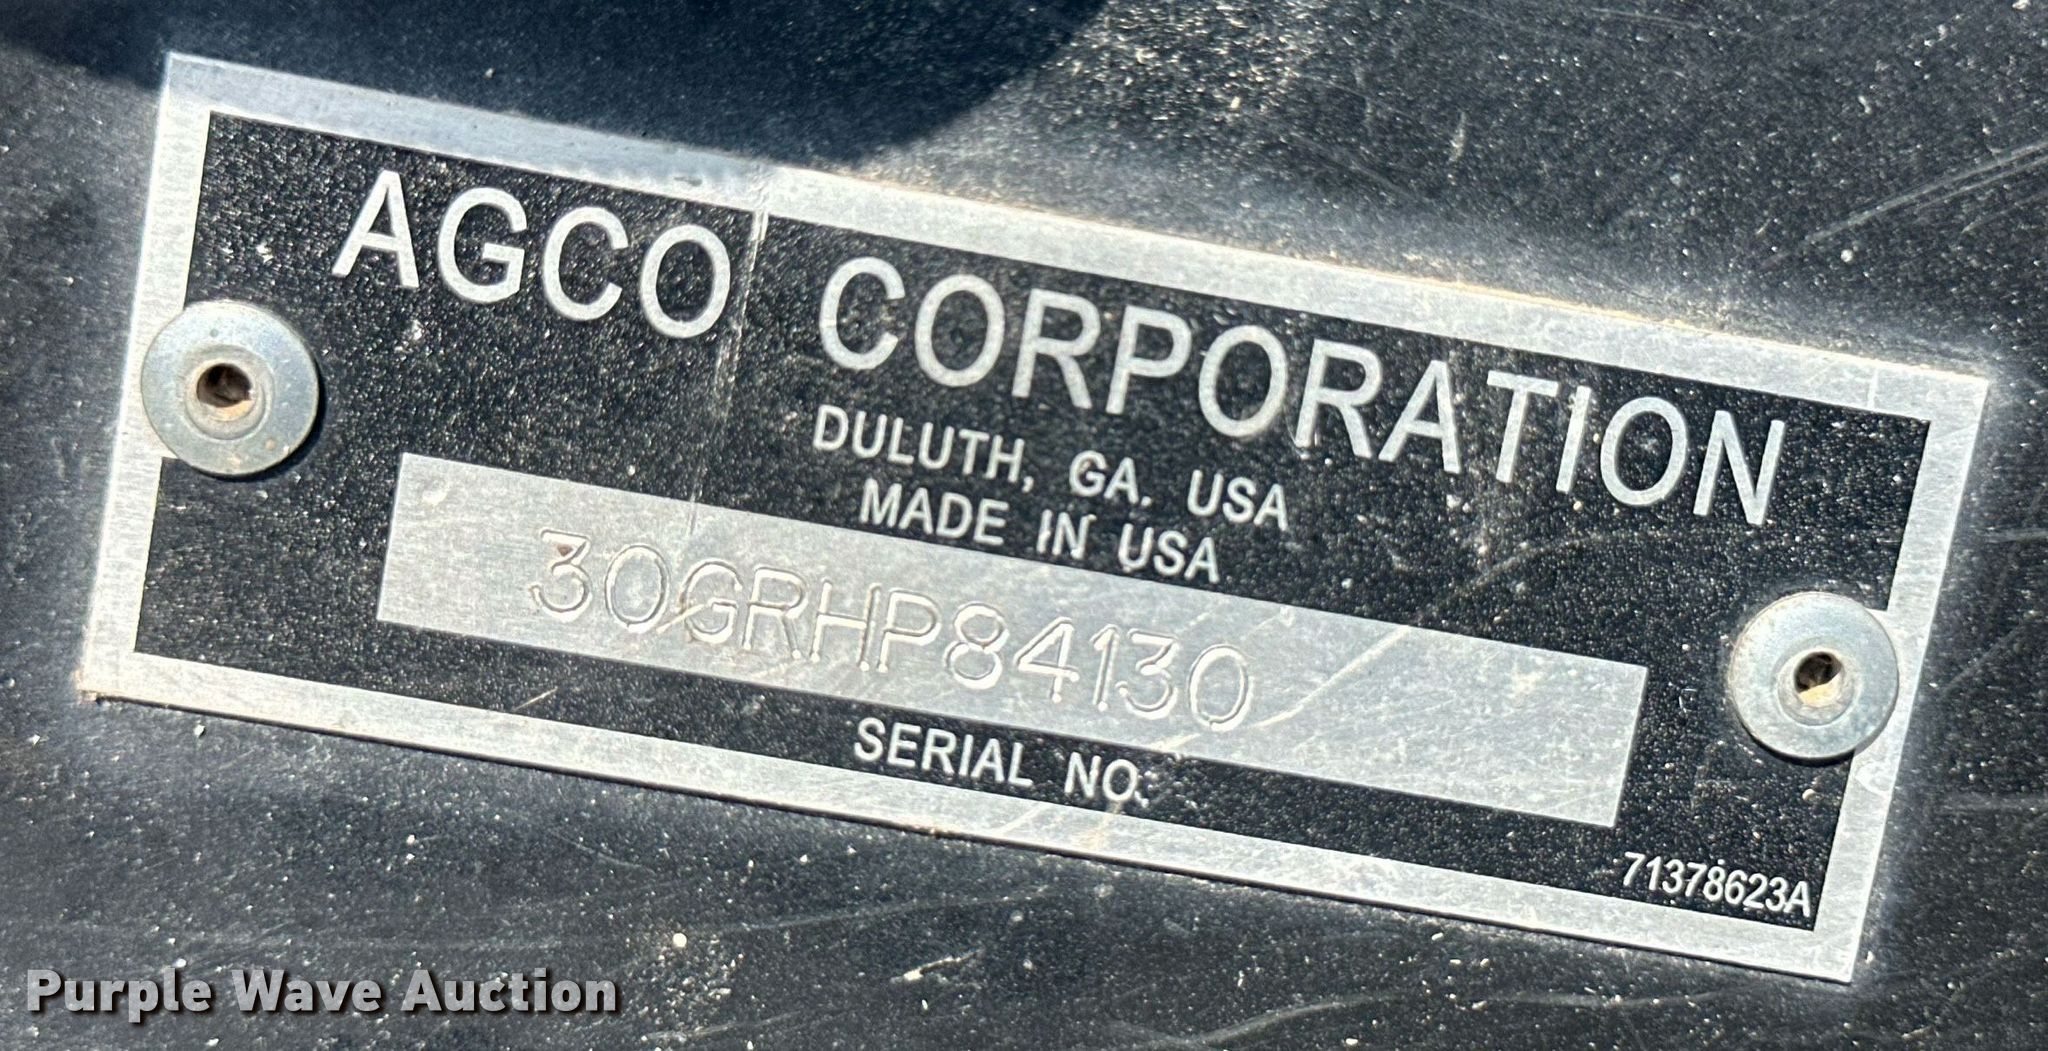 AGCO CORPORATION
DULUTH, GA. USA
MADE IN USA
30GRHP84130
SERIAL NO.
71378623A
Purple Wave Auction